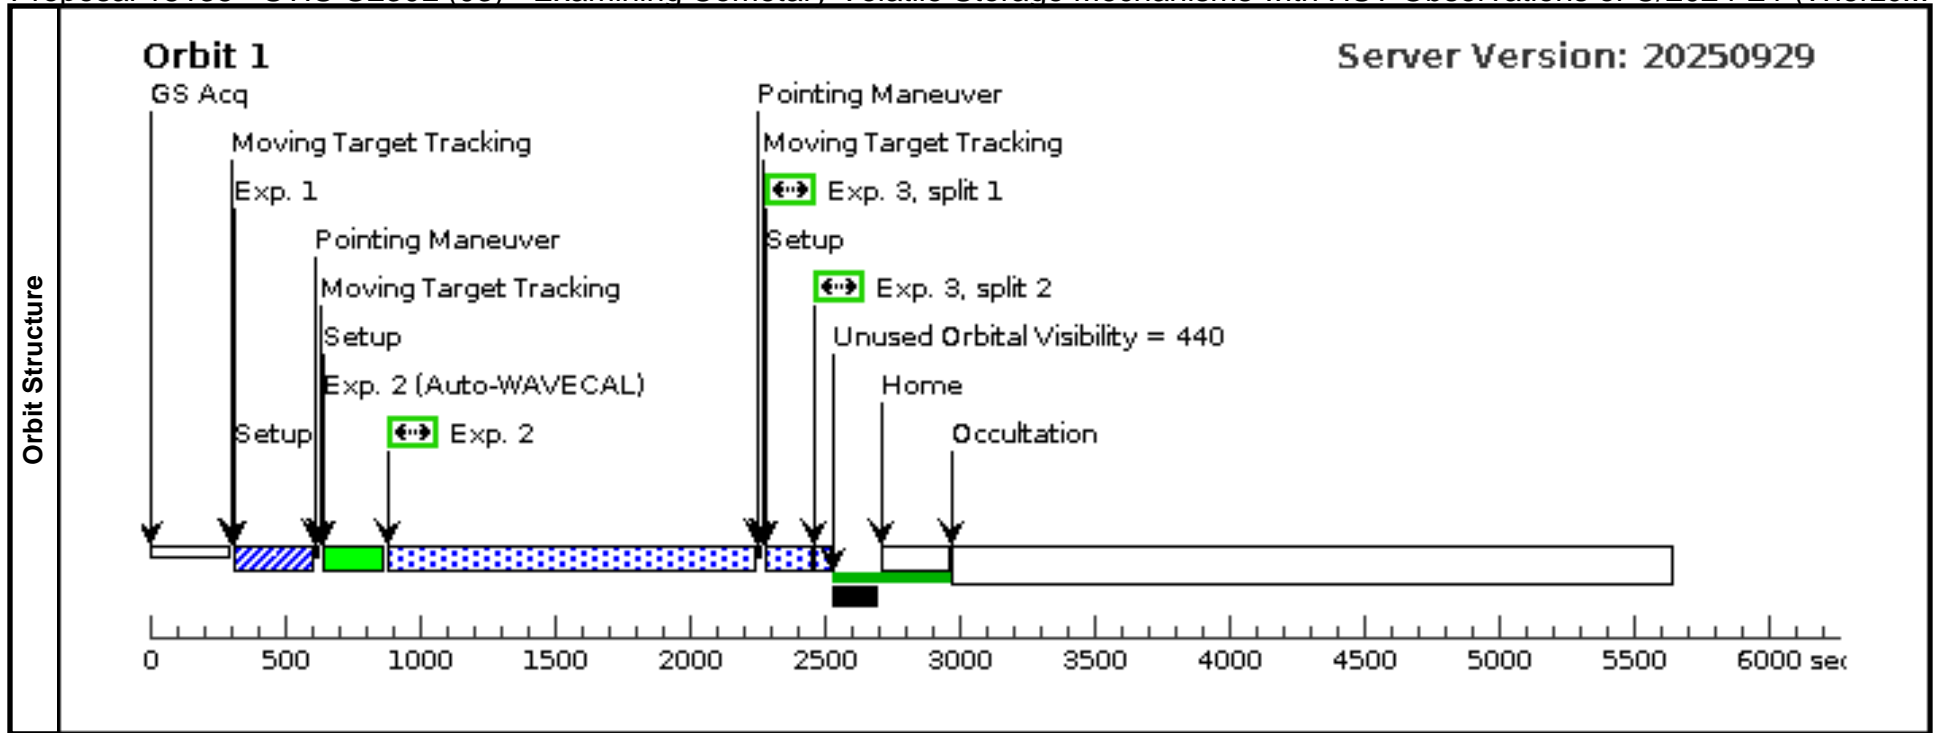 Orbit 1
Server Version: 20250929
GS Acq
Pointing Maneuver
Moving Target Tracking
Moving Target Tracking
Exp. 1
Exp. 3, split 1
Pointing Maneuver
Setup
Moving Target Tracking
Exp. 3, split 2
Setup
Unused Orbital Visibility = 440
Exp. 2 (Auto-WAVECAL)
Home
Setup
Exp. 2
Occultation
Orbit Structure
0 500 1000 1500 2000 2500 3000 3500 4000 4500 5000 5500 6000